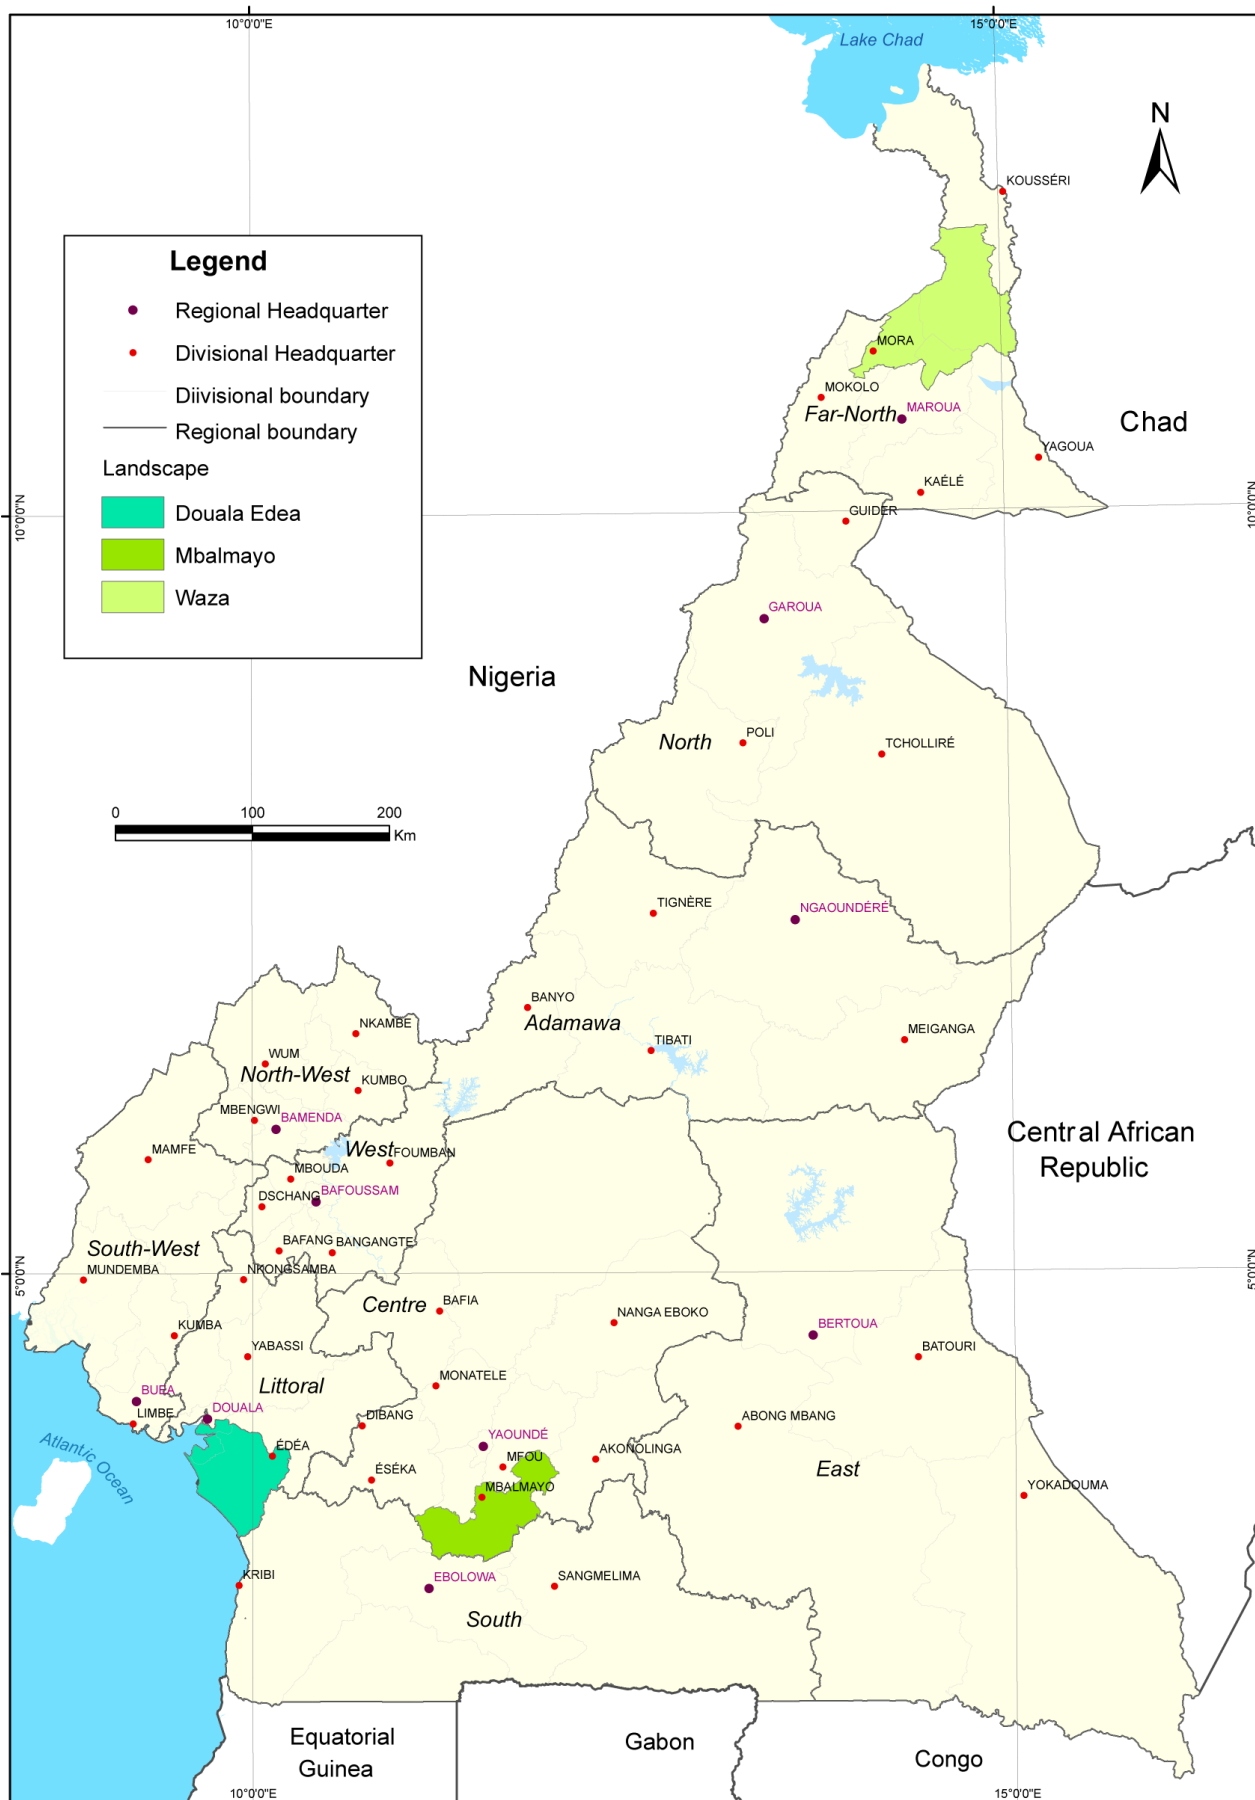 10°0'0"E
15°0'0"E
Lake Chad
N
KOUSSÉRI
Legend
Regional Headquarter
Divisional Headquarter
Diivisional boundary
Regional boundary
Landscape
Douala Edea
Mbalmayo
Waza
MORA
MOKOLO
Far-North
MAROUA
Chad
YAGOUA
KAÉLÉ
10°0'0"N
10°0'0"N
GUIDER
GAROUA
Nigeria
North
POLI
TCHOLLIRÉ
0 100 200
Km
TIGNÈRE
NGAOUNDÉRÉ
BANYO
Adamawa
NKAMBE
TIBATI
MEIGANGA
WUM
North-West
KUMBO
MBENGWI
BAMENDA
Central African
Republic
MAMFE
West
FOUMBAN
MBOUDA
DSCHANG
BAFOUSSAM
BAFANG
BANGANGTE
South-West
MUNDEMBA
NKONGSAMBA
5°0'0"N
5°0'0"N
Centre
BAFIA
NANGA EBOKO
KUMBA
BERTOUA
YABASSI
BATOURI
Littoral
MONATELE
BUEA
LIMBE
DOUALA
DIBANG
ABONG MBANG
YAOUNDÉ
ÉDÉA
MFOU
AKONOLINGA
Atlantic Ocean
ÉSÉKA
East
MBALMAYO
YOKADOUMA
KRIBI
EBOLOWA
SANGMELIMA
South
Equatorial
Guinea
Gabon
Congo
10°0'0"E
15°0'0"E